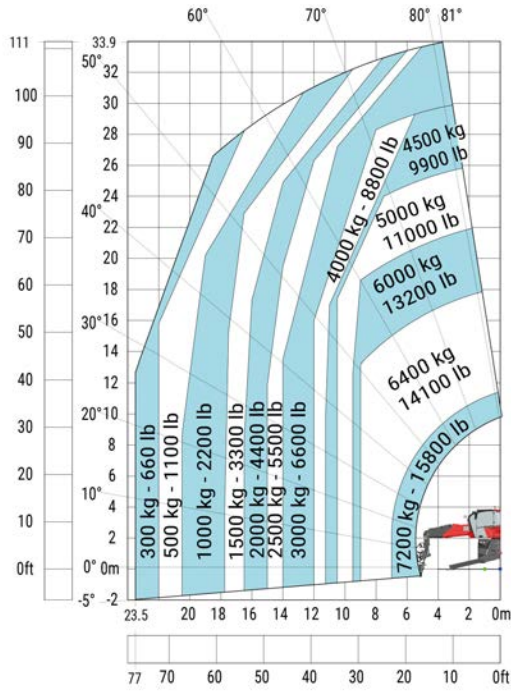 60° 70° 80° 81°
111 33.9
50°
32
100
30
90 28
26
80
24
40° 22
70
20
60 18
16
50
30° 14
40 12
20° 10
30
8
20 6
10° 4
10
2
0ft 0° 0m
-5° -2
4500 kg
9900 lb
4000 kg - 8800 lb
5000 kg
11000 lb
6000 kg
13200 lb
6400 kg
14100 lb
7200 kg - 15800 lb
300 kg - 660 lb
500 kg - 1100 lb
1000 kg - 2200 lb
1500 kg - 3300 lb
2000 kg - 4400 lb
2500 kg - 5500 lb
3000 kg - 6600 lb
23.5 20 18 16 14 12 11 10 8 6 4 2 0m
77 70 60 50 40 30 20 10 0ft